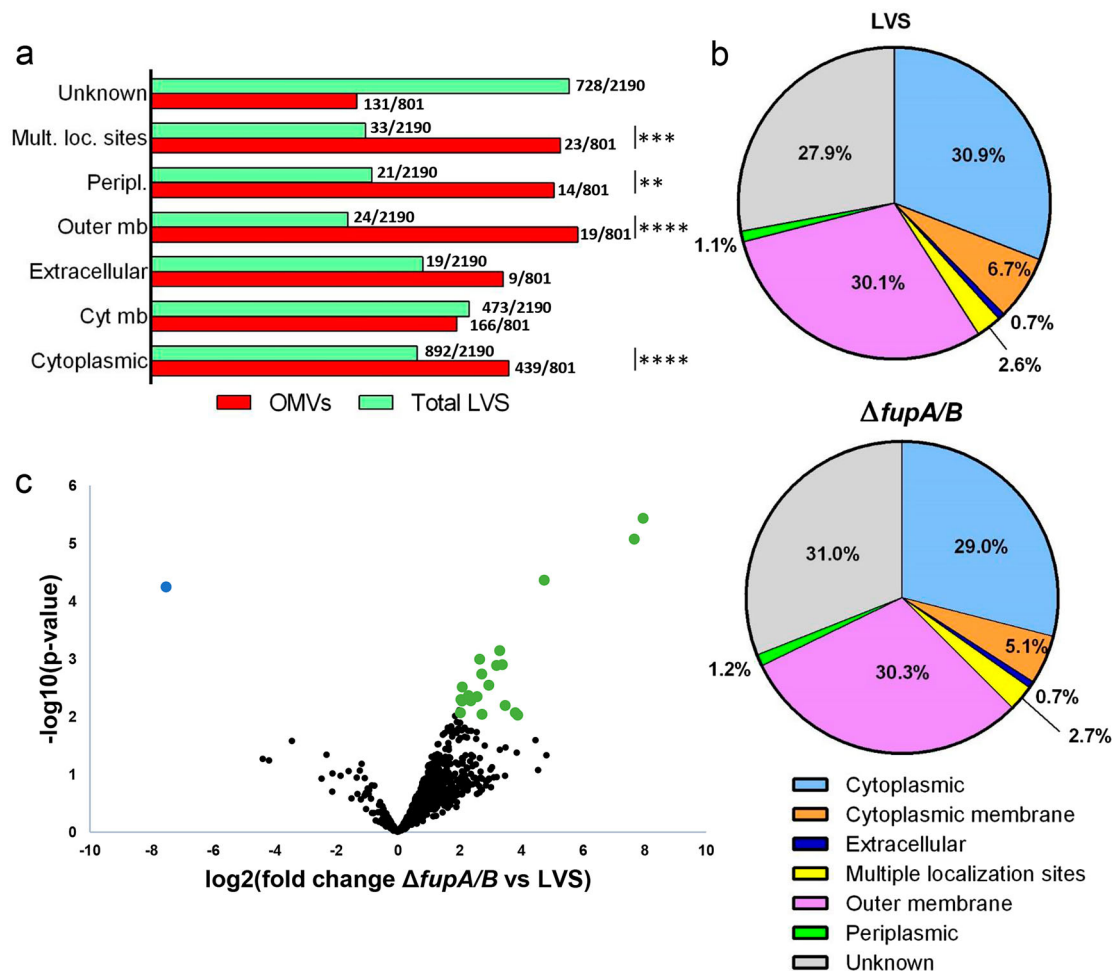 a
Unknown
728/2190
131/801
Mult. loc. sites
33/2190
23/801
***
Peripl.
21/2190
14/801
**
Outer mb
24/2190
19/801
****
Extracellular
19/2190
9/801
Cyt mb
473/2190
166/801
Cytoplasmic
892/2190
439/801
****
OMVs
Total LVS
b
LVS
27.9%
30.9%
6.7%
0.7%
2.6%
30.1%
1.1%
ΔfupA/B
31.0%
29.0%
5.1%
0.7%
2.7%
30.3%
1.2%
Cytoplasmic
Cytoplasmic membrane
Extracellular
Multiple localization sites
Outer membrane
Periplasmic
Unknown
c
-log10(p-value)
6
5
4
3
2
1
0
-10 -8 -6 -4 -2 0 2 4 6 8 10
log2(fold change ΔfupA/B vs LVS)